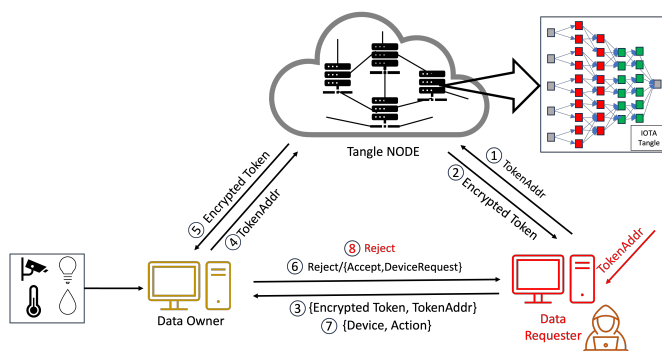 IOTA
Tangle
Tangle NODE
① TokenAddr
② Encrypted Token
⑤ Encrypted Token
④ TokenAddr
⑧ Reject
⑥ Reject/{Accept,DeviceRequest}
TokenAddr
③ {Encrypted Token, TokenAddr}
⑦ {Device, Action}
Data Owner
Data
Requester